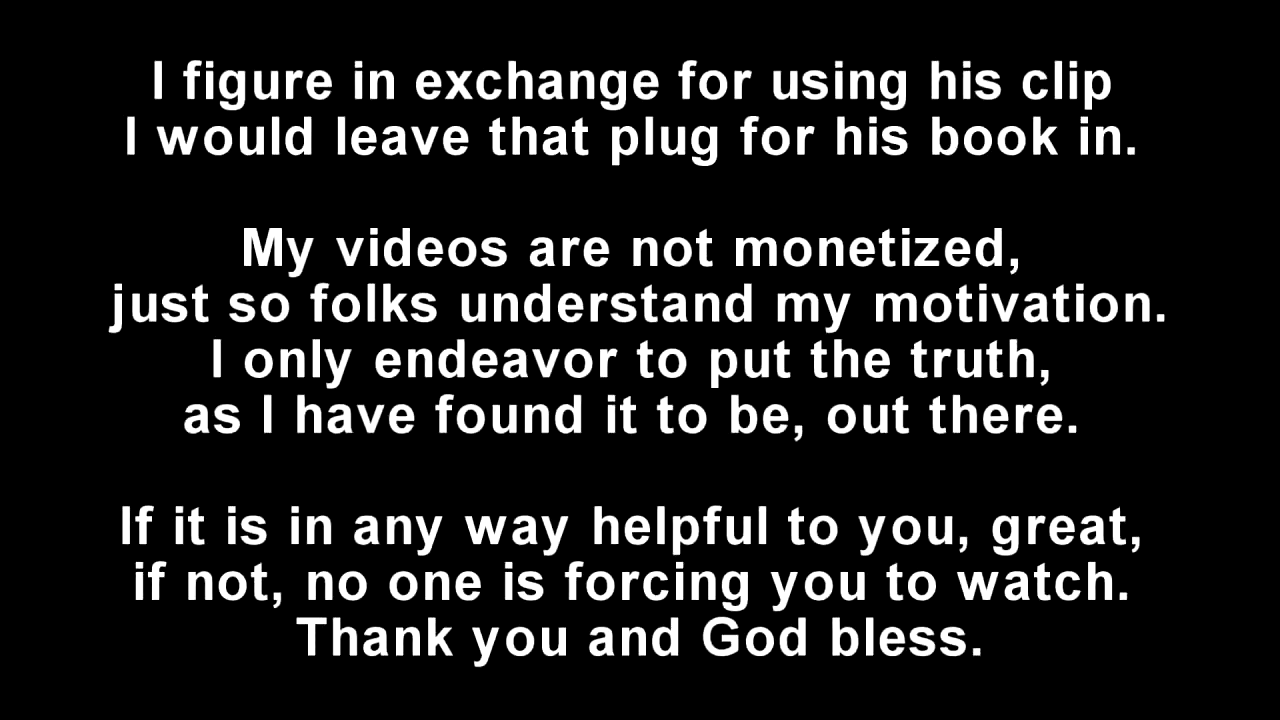 I figure in exchange for using his clip
I would leave that plug for his book in.
My videos are not monetized,
just so folks understand my motivation.
I only endeavor to put the truth,
as I have found it to be, out there.
If it is in any way helpful to you, great,
if not, no one is forcing you to watch.
Thank you and God bless.